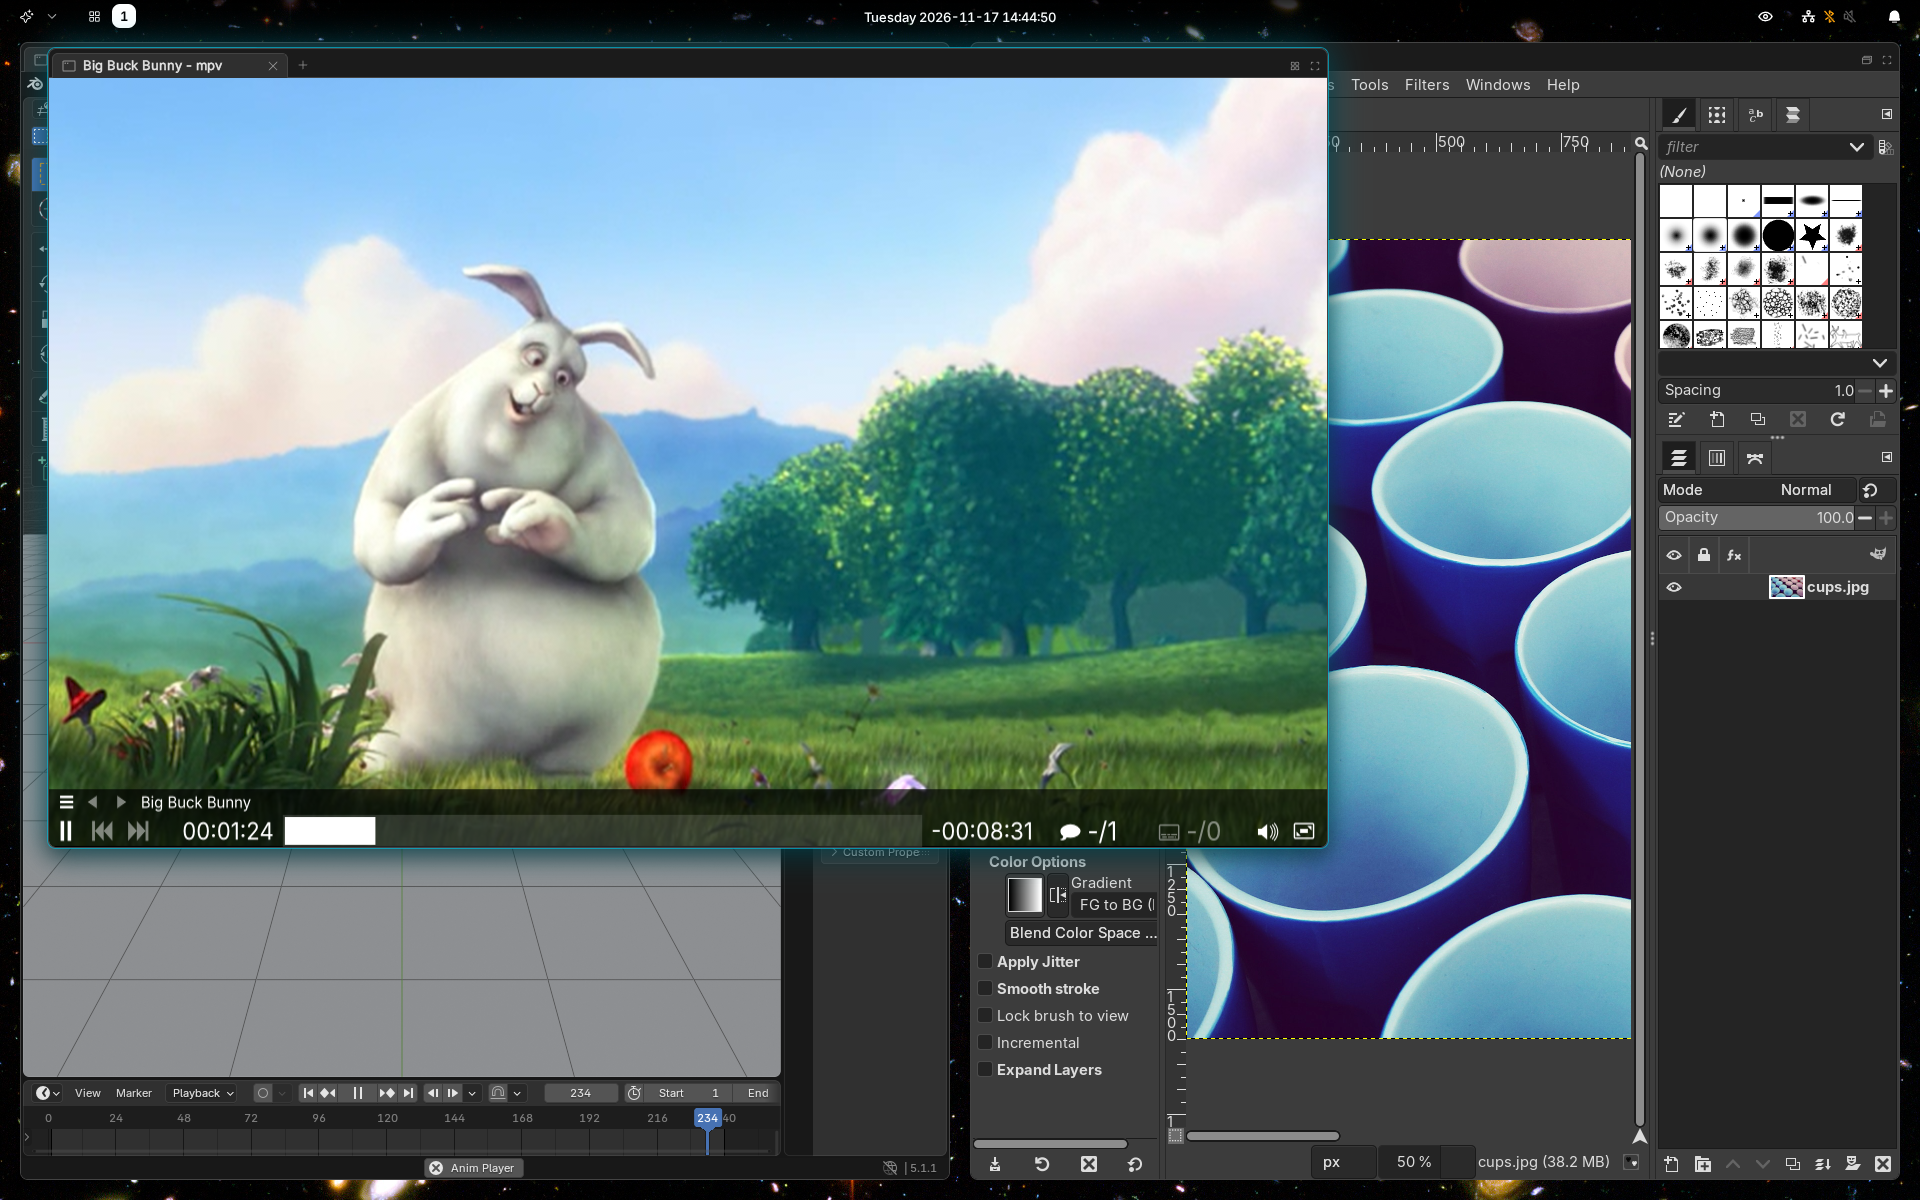 1
Tuesday 2026-11-17 14:44:50
Big Buck Bunny - mpv
Tools Filters Windows Help
500 750
filter
(None)
Spacing 1.0
Mode Normal
Opacity 100.0
fx
cups.jpg
Big Buck Bunny
00:01:24 -00:08:31 -/1 -/0
Color Options
Gradient
FG to BG (
Blend Color Space ...
Apply Jitter
Smooth stroke
Lock brush to view
Incremental
Expand Layers
1250
1500
1
px 50 % cups.jpg (38.2 MB)
Custom Prope
View Marker Playback 234 Start 1 End
0 24 48 72 96 120 144 168 192 216 234 40
Anim Player
5.1.1